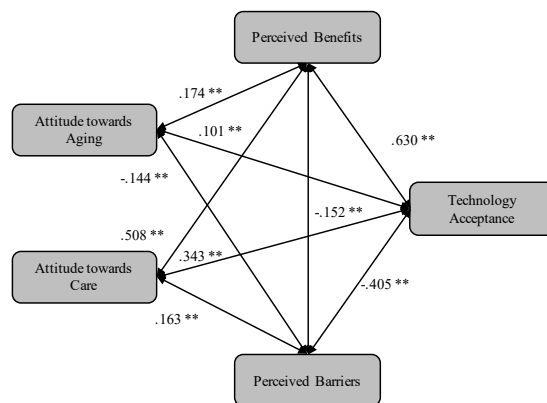 Perceived Benefits
.174 **
Attitude towards
Aging
.101 **
.630 **
-.144 **
Technology
Acceptance
-.152 **
.508 **
.343 **
Attitude towards
Care
-.405 **
.163 **
Perceived Barriers